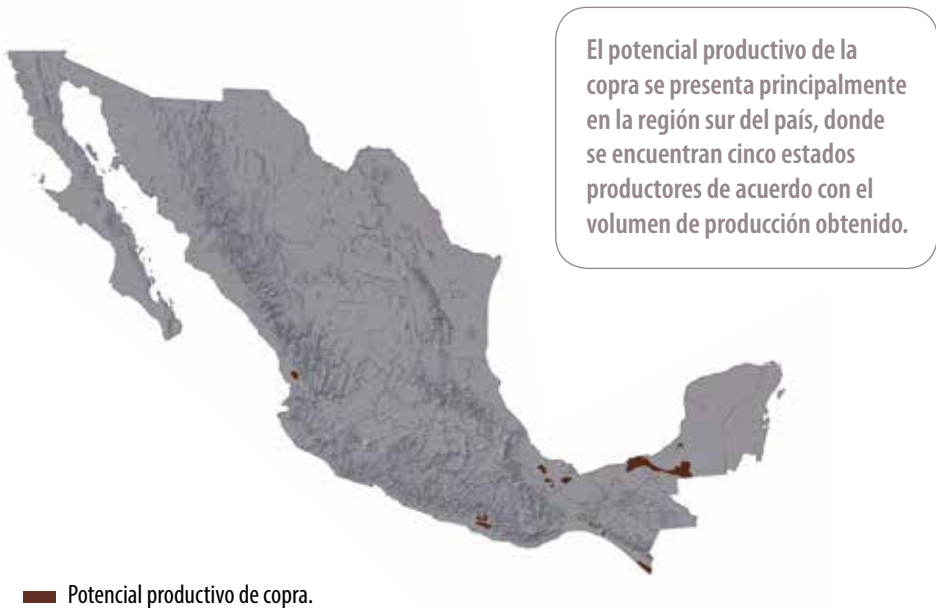 El potencial productivo de la
copra se presenta principalmente
en la región sur del país, donde
se encuentran cinco estados
productores de acuerdo con el
volumen de producción obtenido.
Potencial productivo de copra.